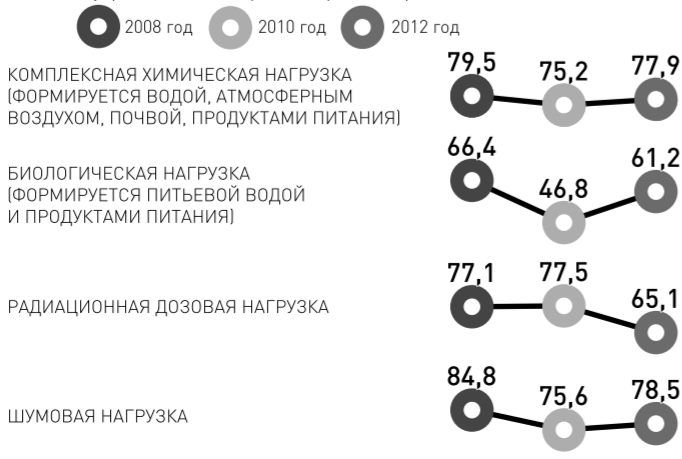 2008 год 2010 год 2012 год
КОМПЛЕКСНАЯ ХИМИЧЕСКАЯ НАГРУЗКА
(ФОРМИРУЕТСЯ ВОДОЙ, АТМОСФЕРНЫМ
ВОЗДУХОМ, ПОЧВОЙ, ПРОДУКТАМИ ПИТАНИЯ)
79,5 75,2 77,9
БИОЛОГИЧЕСКАЯ НАГРУЗКА
(ФОРМИРУЕТСЯ ПИТЬЕВОЙ ВОДОЙ
И ПРОДУКТАМИ ПИТАНИЯ)
66,4 46,8 61,2
РАДИАЦИОННАЯ ДОЗОВАЯ НАГРУЗКА
77,1 77,5 65,1
ШУМОВАЯ НАГРУЗКА
84,8 75,6 78,5